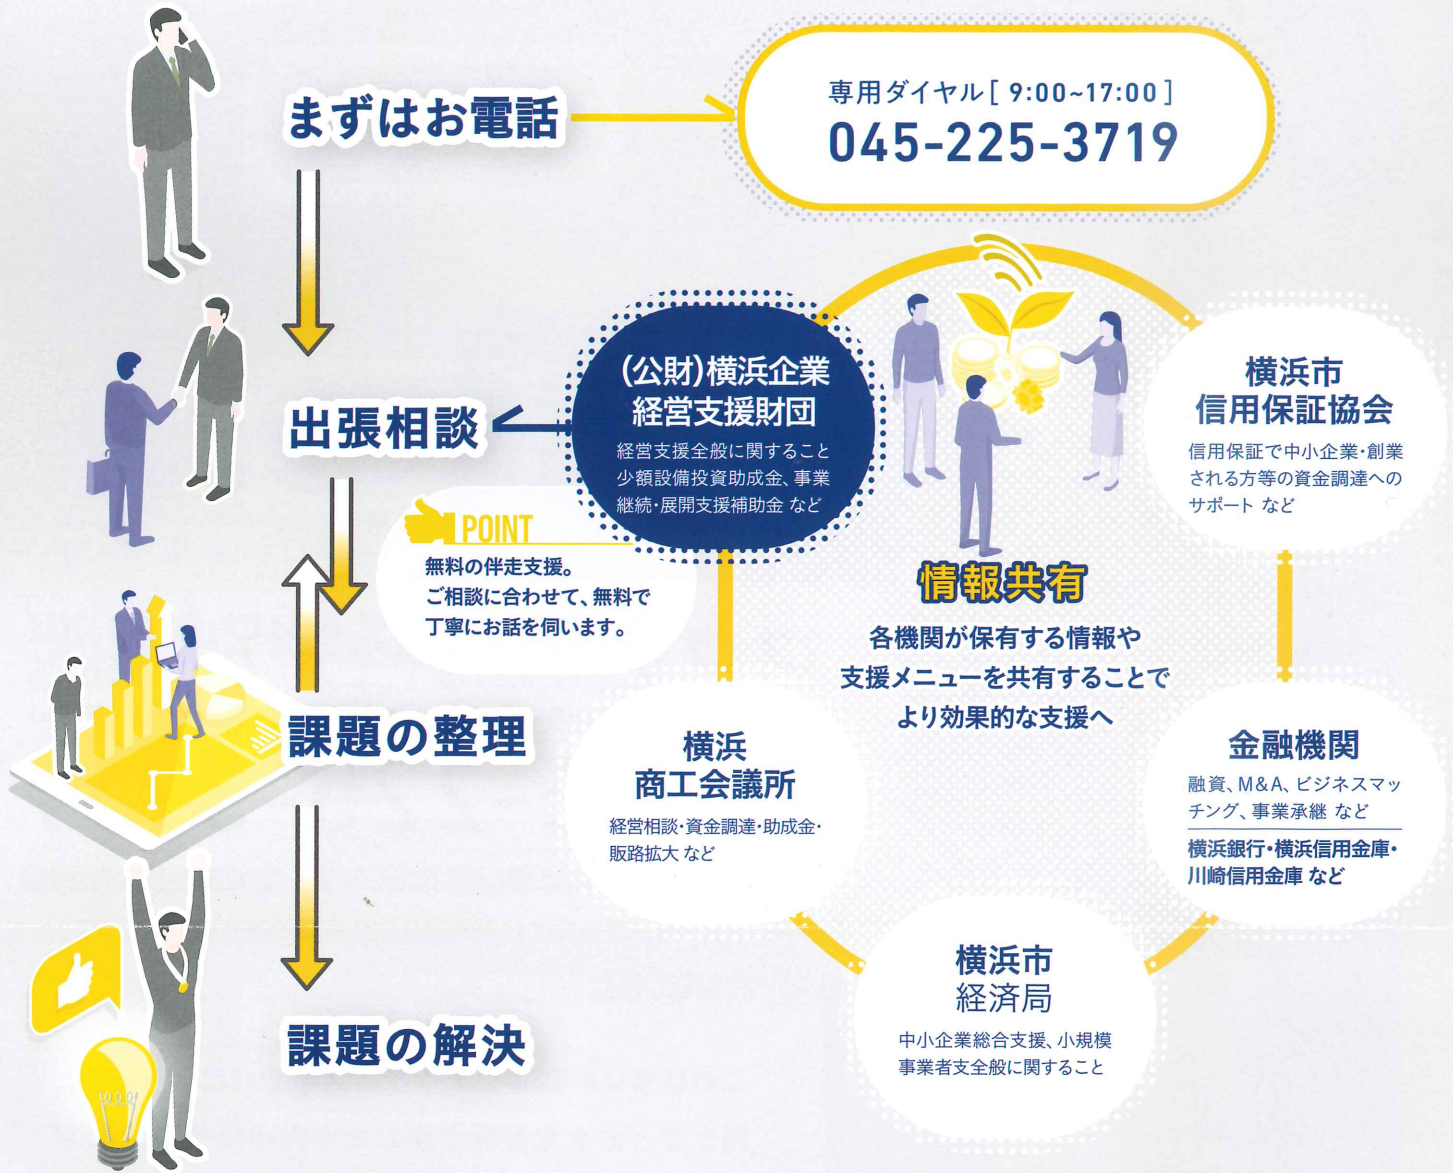 まずはお電話
専用ダイヤル[ 9:00~17:00 ]
045-225-3719
出張相談
POINT
無料の伴走支援。
ご相談に合わせて、無料で
丁寧にお話を伺います。
課題の整理
課題の解決
(公財)横浜企業
経営支援財団
経営支援全般に関すること
少額設備投資助成金、事業
継続・展開支援補助金 など
横浜市
信用保証協会
信用保証で中小企業・創業
される方等の資金調達への
サポート など
情報共有
各機関が保有する情報や
支援メニューを共有することで
より効果的な支援へ
横浜
商工会議所
経営相談・資金調達・助成金・
販路拡大 など
金融機関
融資、M&A、ビジネスマッ
チング、事業承継 など
横浜銀行・横浜信用金庫・
川崎信用金庫 など
横浜市
経済局
中小企業総合支援、小規模
事業者支全般に関すること